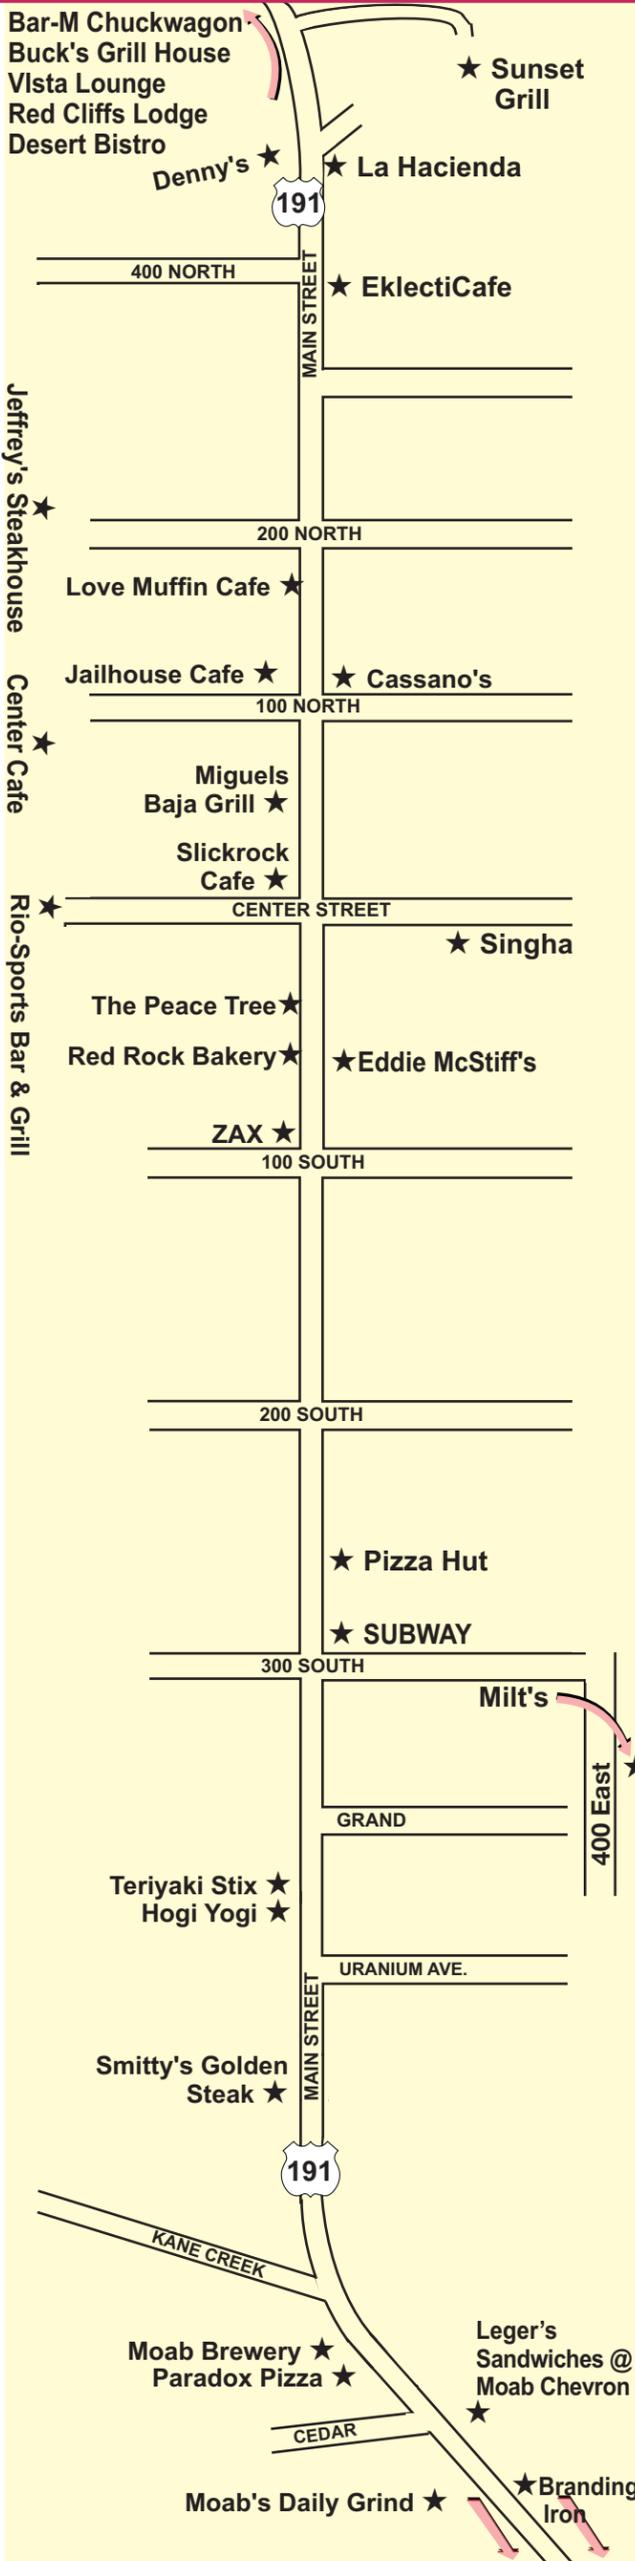 Bar-M Chuckwagon
Buck's Grill House
VIsta Lounge
Red Cliffs Lodge
Desert Bistro
Sunset
Grill
Denny's
La Hacienda
191
400 NORTH
MAIN STREET
EklectiCafe
Jeffrey's Steakhouse
200 NORTH
Love Muffin Cafe
Jailhouse Cafe
Cassano's
100 NORTH
Center Cafe
Miguels
Baja Grill
Slickrock
Cafe
CENTER STREET
Rio-Sports Bar & Grill
Singha
The Peace Tree
Red Rock Bakery
Eddie McStiff's
ZAX
100 SOUTH
200 SOUTH
Pizza Hut
SUBWAY
300 SOUTH
Milt's
400 East
GRAND
Teriyaki Stix
Hogi Yogi
URANIUM AVE.
MAIN STREET
Smitty's Golden
Steak
191
KANE CREEK
Moab Brewery
Paradox Pizza
Leger’s
Sandwiches @
Moab Chevron
CEDAR
Moab's Daily Grind
Branding
Iron